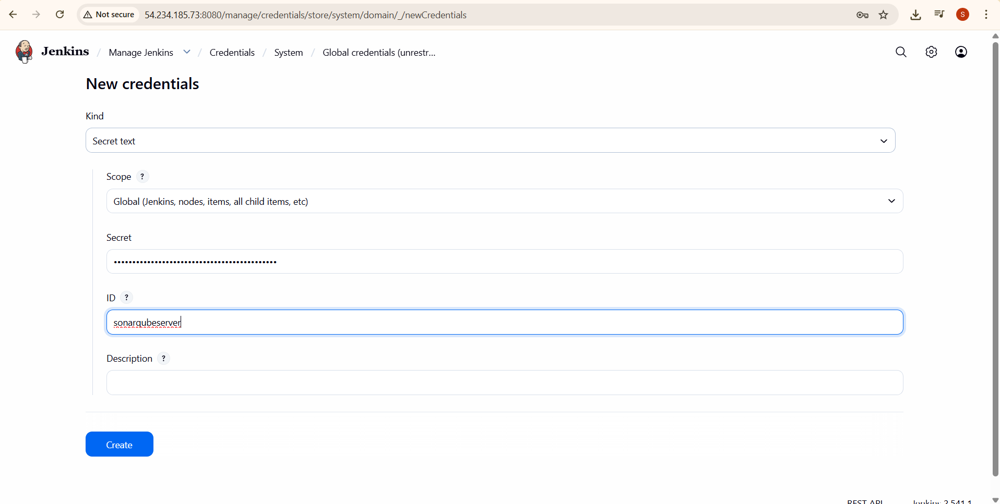 Not secure 54.234.185.73:8080/manage/credentials/store/system/domain/_/newCredentials S
Jenkins / Manage Jenkins / Credentials / System / Global credentials (unrestr...
New credentials
Kind
Secret text
Scope ?
Global (Jenkins, nodes, items, all child items, etc)
Secret
••••••••••••••••••••••••••••••••••••••••••••
ID ?
sonarqubeserver
Description ?
Create
REST API Jenkins 2.541.1